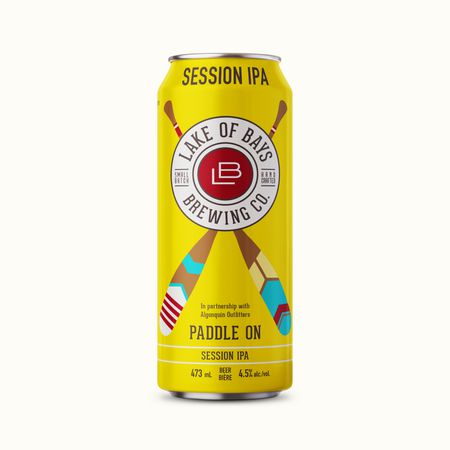 SESSION IPA
LAKE OF BAYS
SMALL
BATCH
LB
HAND
CRAFTED
BREWING CO.
In partnership with
Algonquin Outfitters
PADDLE ON
SESSION IPA
473 mL
BEER
BIÈRE
4.5% alc./vol.